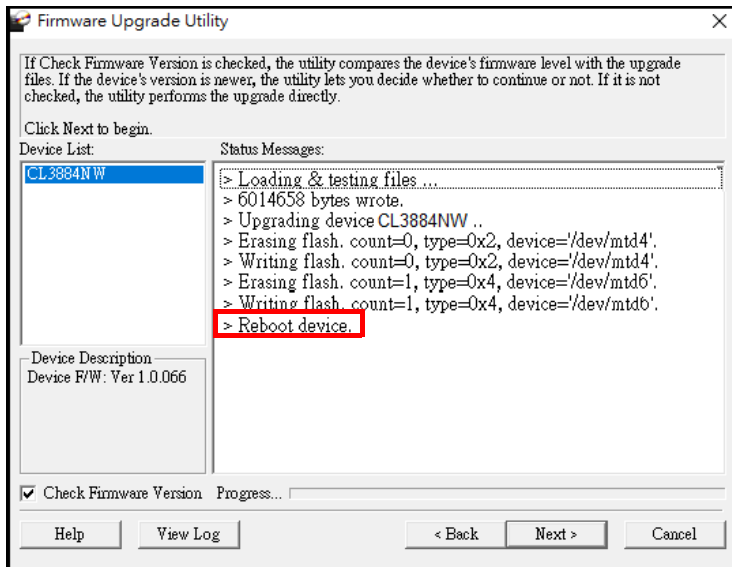 Firmware Upgrade Utility
If Check Firmware Version is checked, the utility compares the device's firmware level with the upgrade
files. If the device's version is newer, the utility lets you decide whether to continue or not. If it is not
checked, the utility performs the upgrade directly.
Click Next to begin.
Device List:
Status Messages:
CL3884NW
> Loading & testing files ...
> 6014658 bytes wrote.
> Upgrading device CL3884NW ..
> Erasing flash. count=0, type=0x2, device='/dev/mtd4'.
> Writing flash. count=0, type=0x2, device='/dev/mtd4'.
> Erasing flash. count=1, type=0x4, device='/dev/mtd6'.
> Writing flash. count=1, type=0x4, device='/dev/mtd6'.
> Reboot device.
Device Description
Device F/W: Ver 1.0.066
Check Firmware Version
Progress...
Help
View Log
< Back
Next >
Cancel